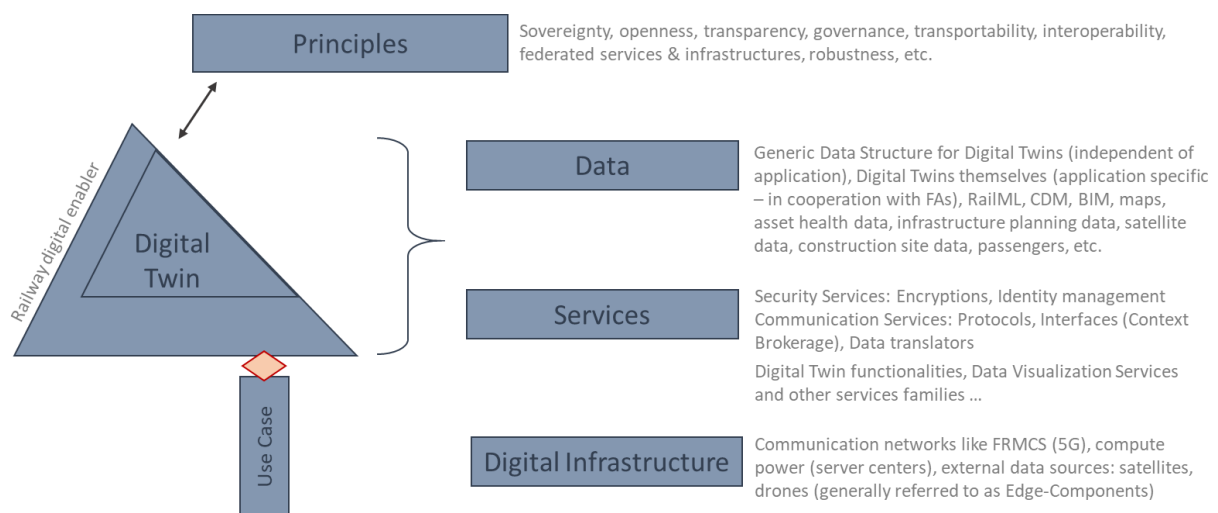 Principles
Sovereignty, openness, transparency, governance, transportability, interoperability,
federated services & infrastructures, robustness, etc.
Railway digital enabler
Digital
Twin
Use Case
Data
Generic Data Structure for Digital Twins (independent of
application), Digital Twins themselves (application specific
– in cooperation with FAs), RailML, CDM, BIM, maps,
asset health data, infrastructure planning data, satellite
data, construction site data, passengers, etc.
Services
Security Services: Encryptions, Identity management
Communication Services: Protocols, Interfaces (Context
Brokerage), Data translators
Digital Twin functionalities, Data Visualization Services
and other services families ...
Digital Infrastructure
Communication networks like FRMCS (5G), compute
power (server centers), external data sources: satellites,
drones (generally referred to as Edge-Components)